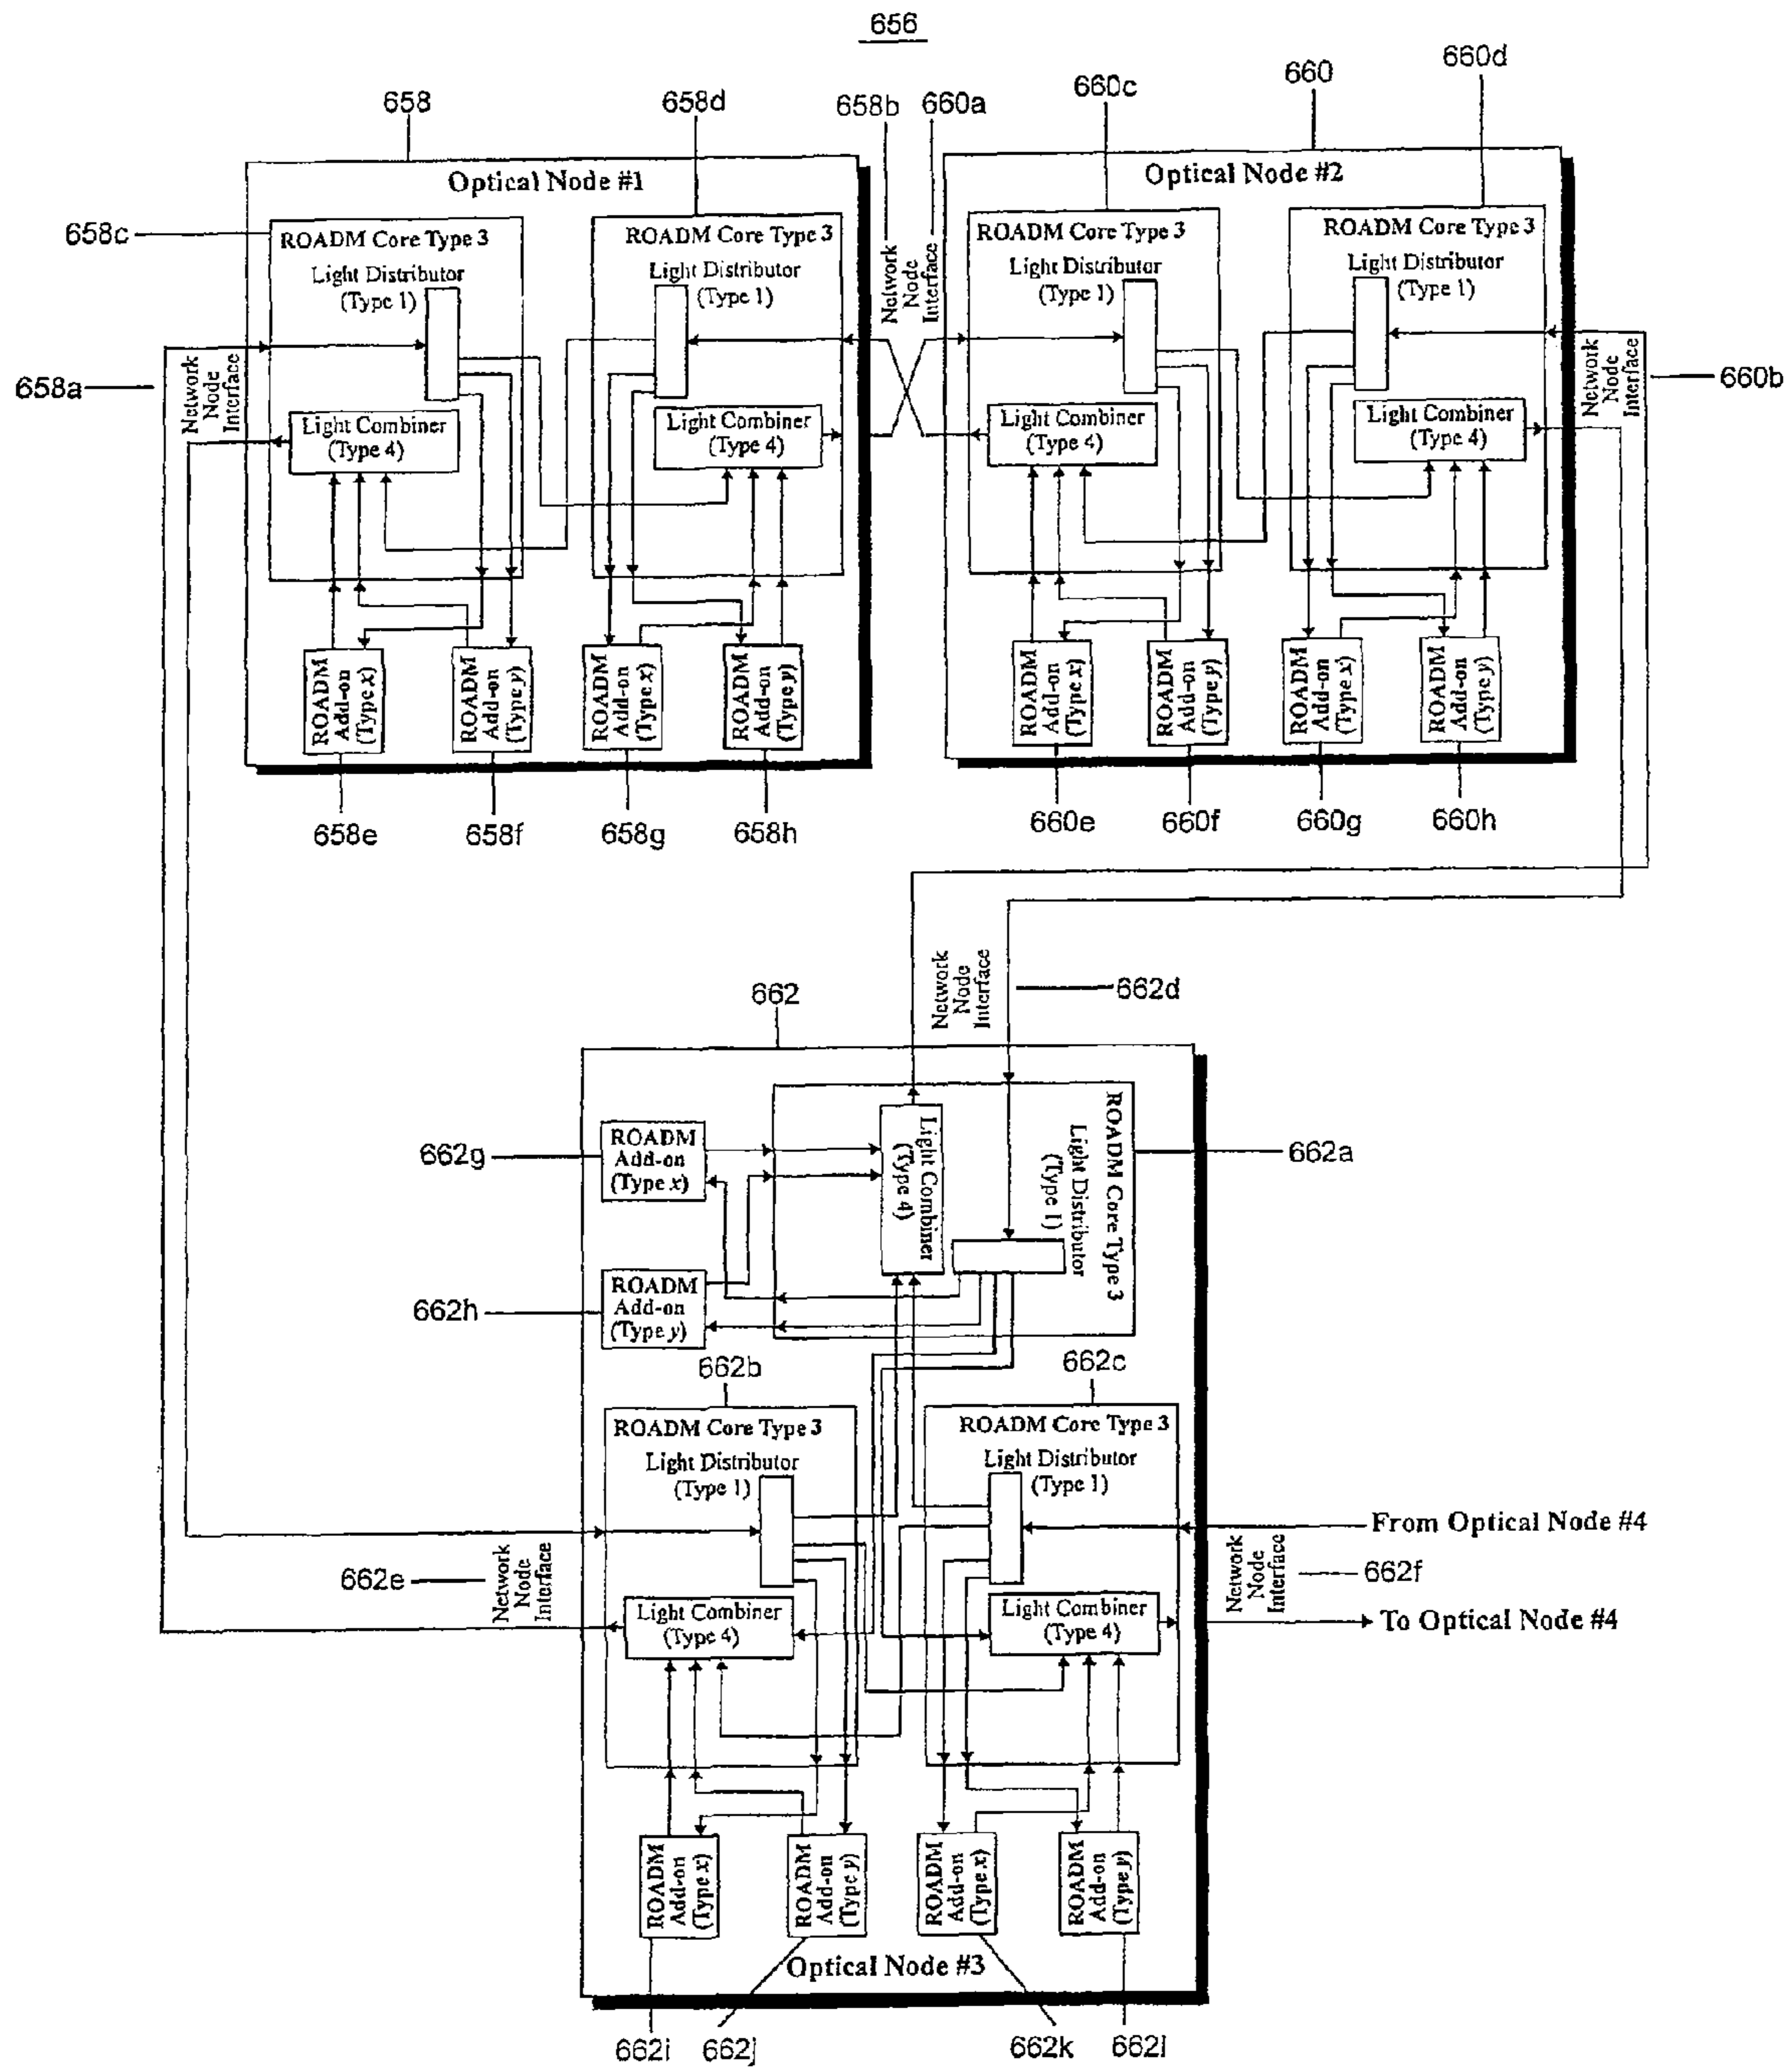 656
658
658d
658b
660a
660c
660
660d
Optical Node #1
Optical Node #2
658c
ROADM Core Type 3
Light Distributor
(Type 1)
ROADM Core Type 3
Light Distributor
(Type 1)
Network
Node
Interface
ROADM Core Type 3
Light Distributor
(Type 1)
ROADM Core Type 3
Light Distributor
(Type 1)
658a
Network
Node
Interface
Light Combiner
(Type 4)
Light Combiner
(Type 4)
Light Combiner
(Type 4)
Light Combiner
(Type 4)
Network
Node
Interface
660b
ROADM
Add-on
(Type x)
ROADM
Add-on
(Type y)
ROADM
Add-on
(Type x)
ROADM
Add-on
(Type y)
ROADM
Add-on
(Type x)
ROADM
Add-on
(Type y)
ROADM
Add-on
(Type x)
ROADM
Add-on
(Type y)
658e
658f
658g
658h
660e
660f
660g
660h
Network
Node
Interface
662d
662
662g
ROADM
Add-on
(Type x)
Light Combiner
(Type 4)
ROADM Core Type 3
Light Distributor
(Type 1)
662a
662h
ROADM
Add-on
(Type y)
662b
662c
ROADM Core Type 3
Light Distributor
(Type 1)
ROADM Core Type 3
Light Distributor
(Type 1)
From Optical Node #4
662e
Network
Node
Interface
Light Combiner
(Type 4)
Light Combiner
(Type 4)
Network
Node
Interface
662f
To Optical Node #4
ROADM
Add-on
(Type x)
ROADM
Add-on
(Type y)
ROADM
Add-on
(Type x)
ROADM
Add-on
(Type y)
Optical Node #3
662i
662j
662k
662l